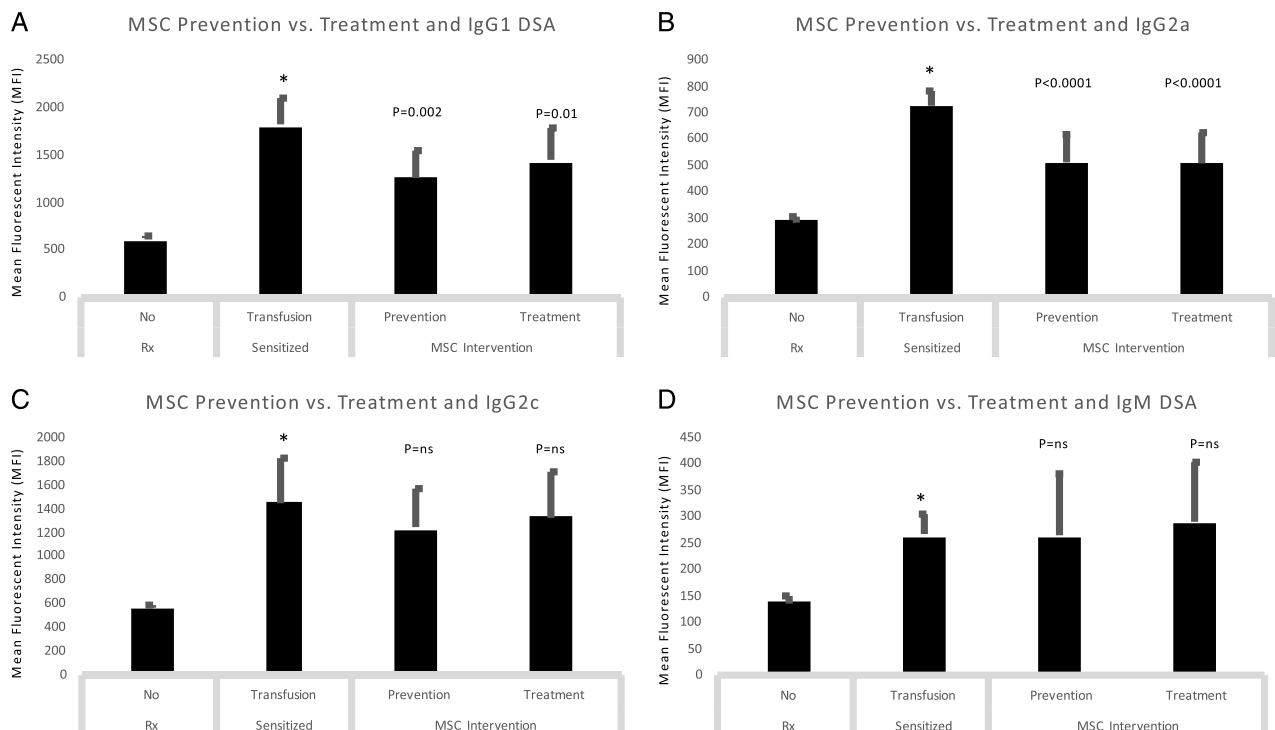 A
MSC Prevention vs. Treatment and IgG1 DSA
Mean Fluorescent Intensity (MFI)
2500
2000
1500
1000
500
0
*
P=0.002
P=0.01
No
Transfusion
Prevention
Treatment
Rx
Sensitized
MSC Intervention
B
MSC Prevention vs. Treatment and IgG2a
Mean Fluorescent Intensity (MFI)
900
800
700
600
500
400
300
200
100
0
*
P<0.0001
P<0.0001
No
Transfusion
Prevention
Treatment
Rx
Sensitized
MSC Intervention
C
MSC Prevention vs. Treatment and IgG2c
Mean Fluorescent Intensity (MFI)
2000
1800
1600
1400
1200
1000
800
600
400
200
0
*
P=ns
P=ns
No
Transfusion
Prevention
Treatment
Rx
Sensitized
MSC Intervention
D
MSC Prevention vs. Treatment and IgM DSA
Mean Fluorescent Intensity (MFI)
450
400
350
300
250
200
150
100
50
0
*
P=ns
P=ns
No
Transfusion
Prevention
Treatment
Rx
Sensitized
MSC Intervention